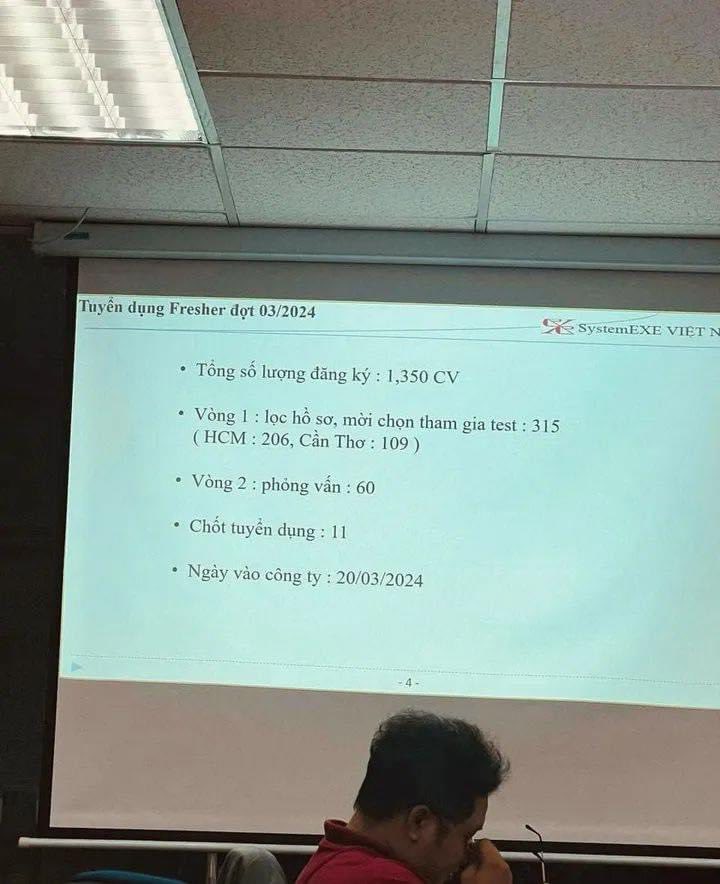 Tuyển dụng Fresher đợt 03/2024
SystemEXE VIỆT N
• Tổng số lượng đăng ký : 1,350 CV
• Vòng 1 : lọc hồ sơ, mời chọn tham gia test : 315
( HCM : 206, Cần Thơ : 109 )
• Vòng 2 : phỏng vấn : 60
• Chốt tuyển dụng : 11
• Ngày vào công ty : 20/03/2024
- 4 -